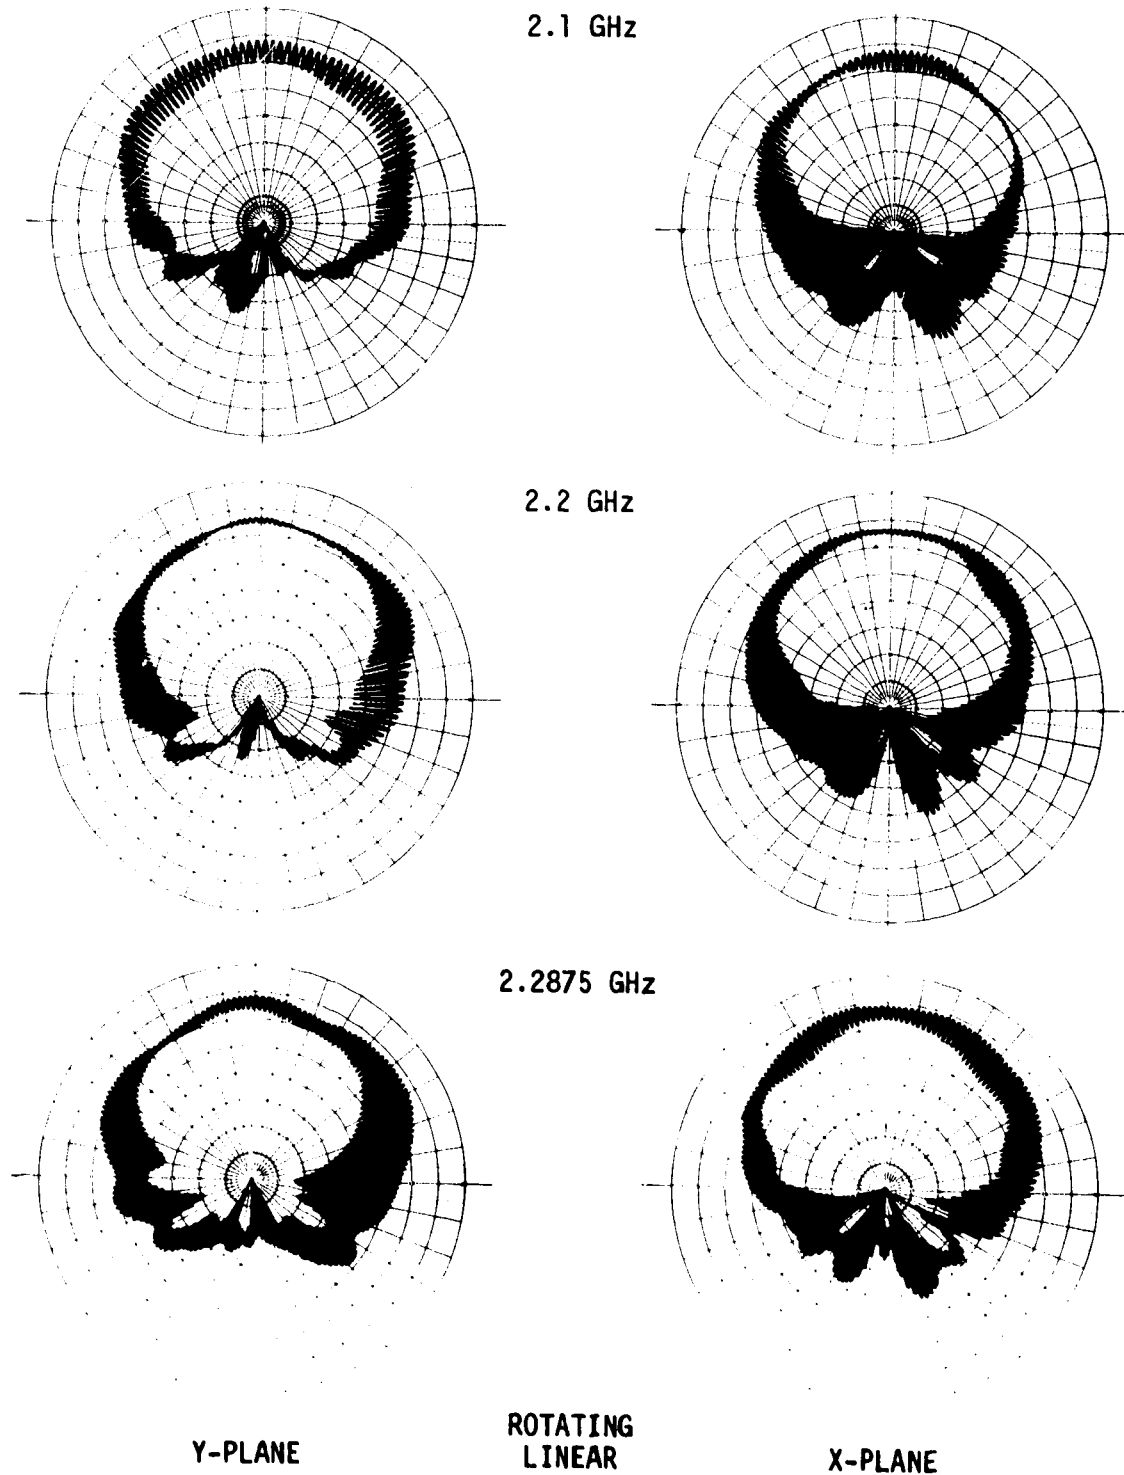 2.1 GHz
2.2 GHz
2.2875 GHz
Y-PLANE
ROTATING
LINEAR
X-PLANE